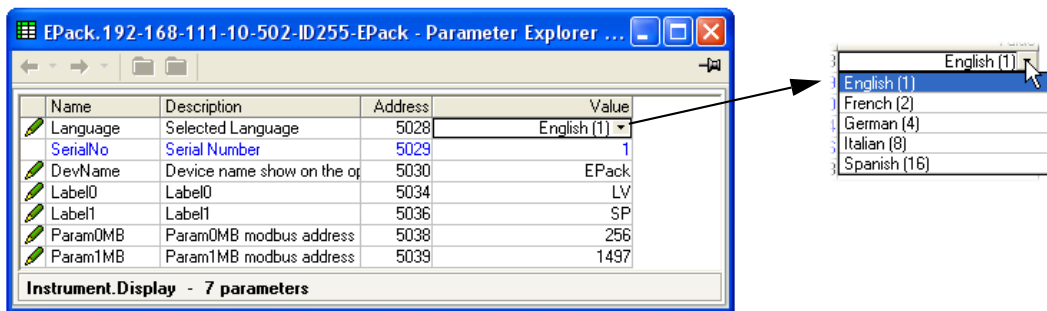 EPack.192-168-111-10-502-ID255-EPack - Parameter Explorer ...
Name Description Address Value
Language Selected Language 5028 English (1)
SerialNo Serial Number 5029 1
DevName Device name show on the op 5030 EPack
Label0 Label0 5034 LV
Label1 Label1 5036 SP
Param0MB Param0MB modbus address 5038 256
Param1MB Param1MB modbus address 5039 1497
Instrument.Display - 7 parameters
English (1)
English (1)
French (2)
German (4)
Italian (8)
Spanish (16)